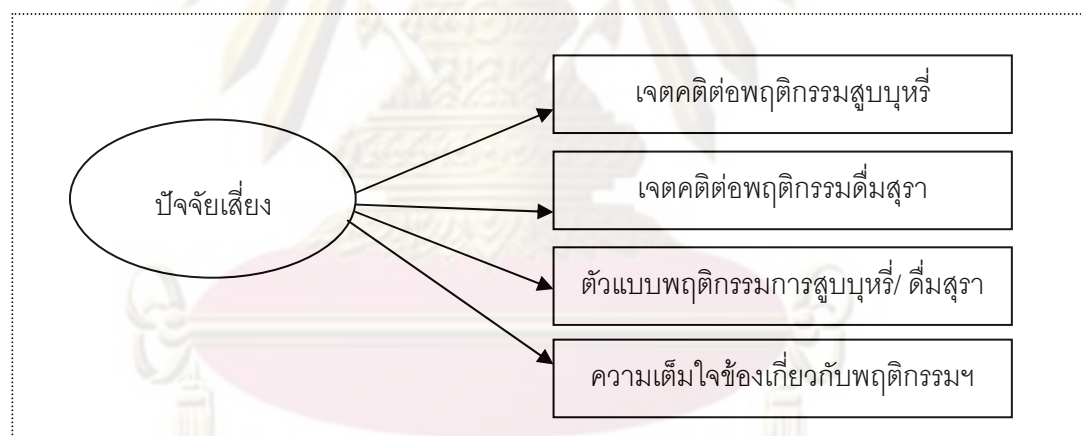 เจตคติต่อพฤติกรรมสูบบุหรี่
เจตคติต่อพฤติกรรมดื่มสุรา
ปัจจัยเสี่ยง
ตัวแบบพฤติกรรมการสูบบุหรี่/ ดื่มสุรา
ความเต็มใจข้องเกี่ยวกับพฤติกรรมฯ